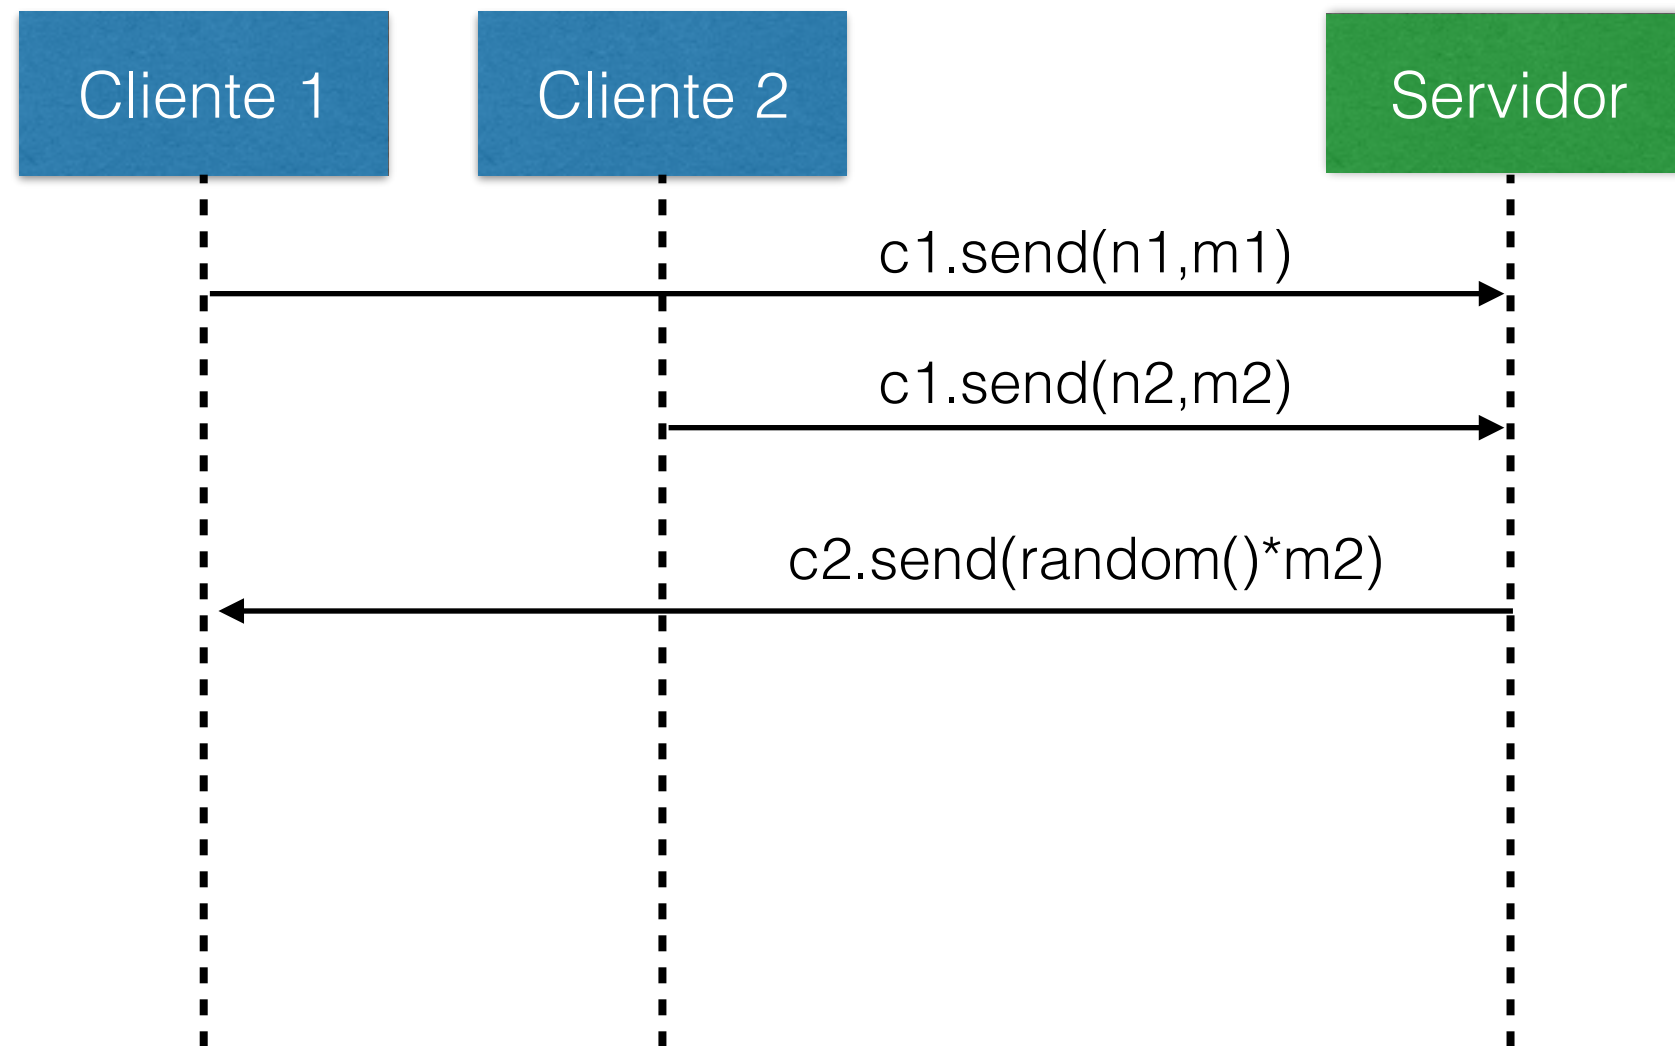 Cliente 1
Cliente 2
Servidor
c1.send(n1,m1)
c1.send(n2,m2)
c2.send(random()*m2)